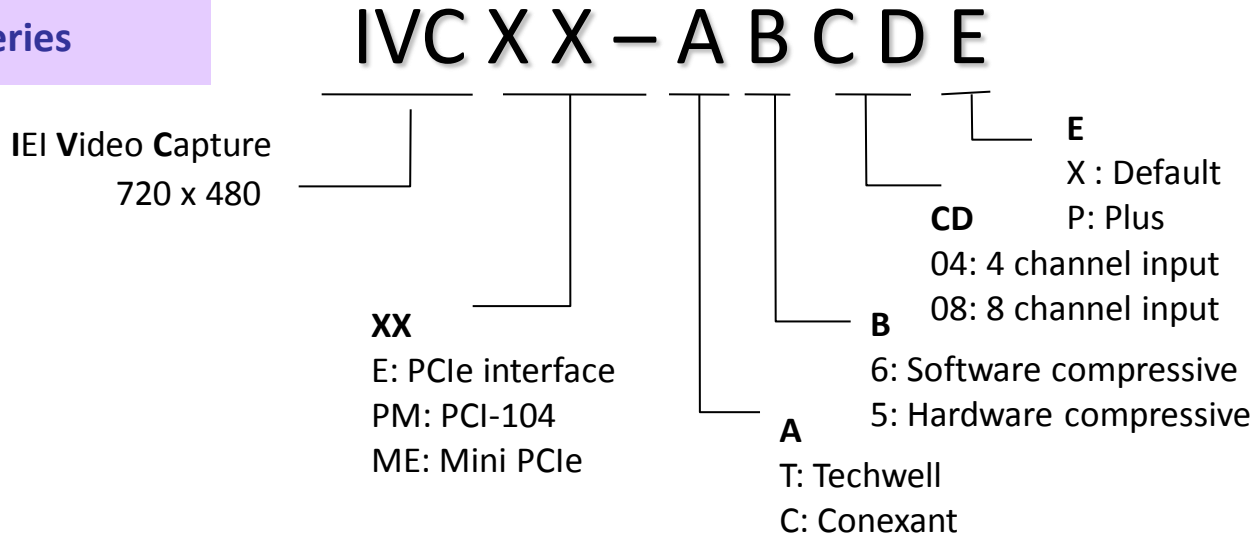 IVC X X – A B C D E
IEI Video Capture
720 x 480
XX
E: PCIe interface
PM: PCI-104
ME: Mini PCIe
A
T: Techwell
C: Conexant
B
6: Software compressive
5: Hardware compressive
CD
04: 4 channel input
08: 8 channel input
E
X : Default
P: Plus